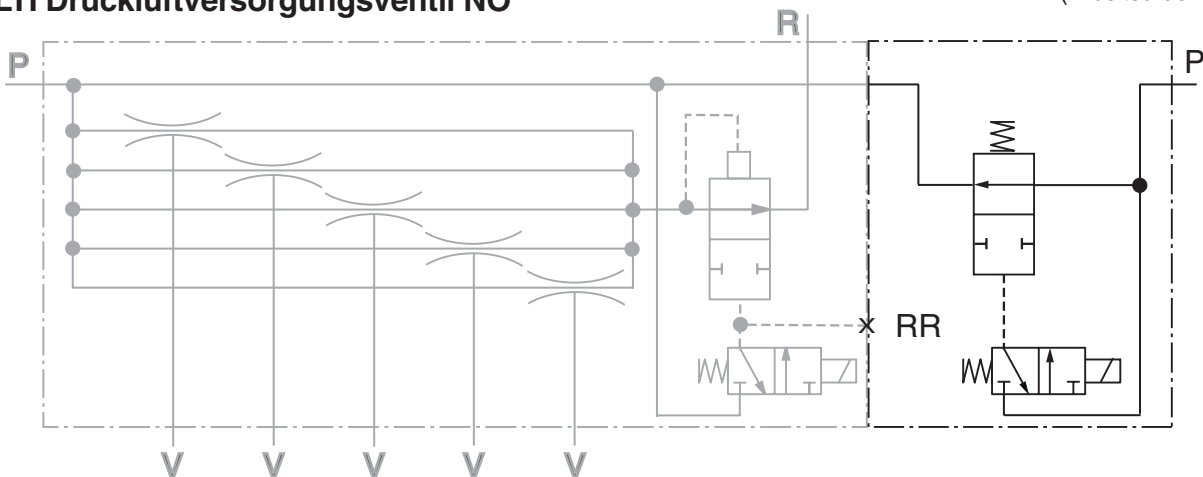 Druckluftversorgungsventil NO
R
P
P
x RR
V V V V V